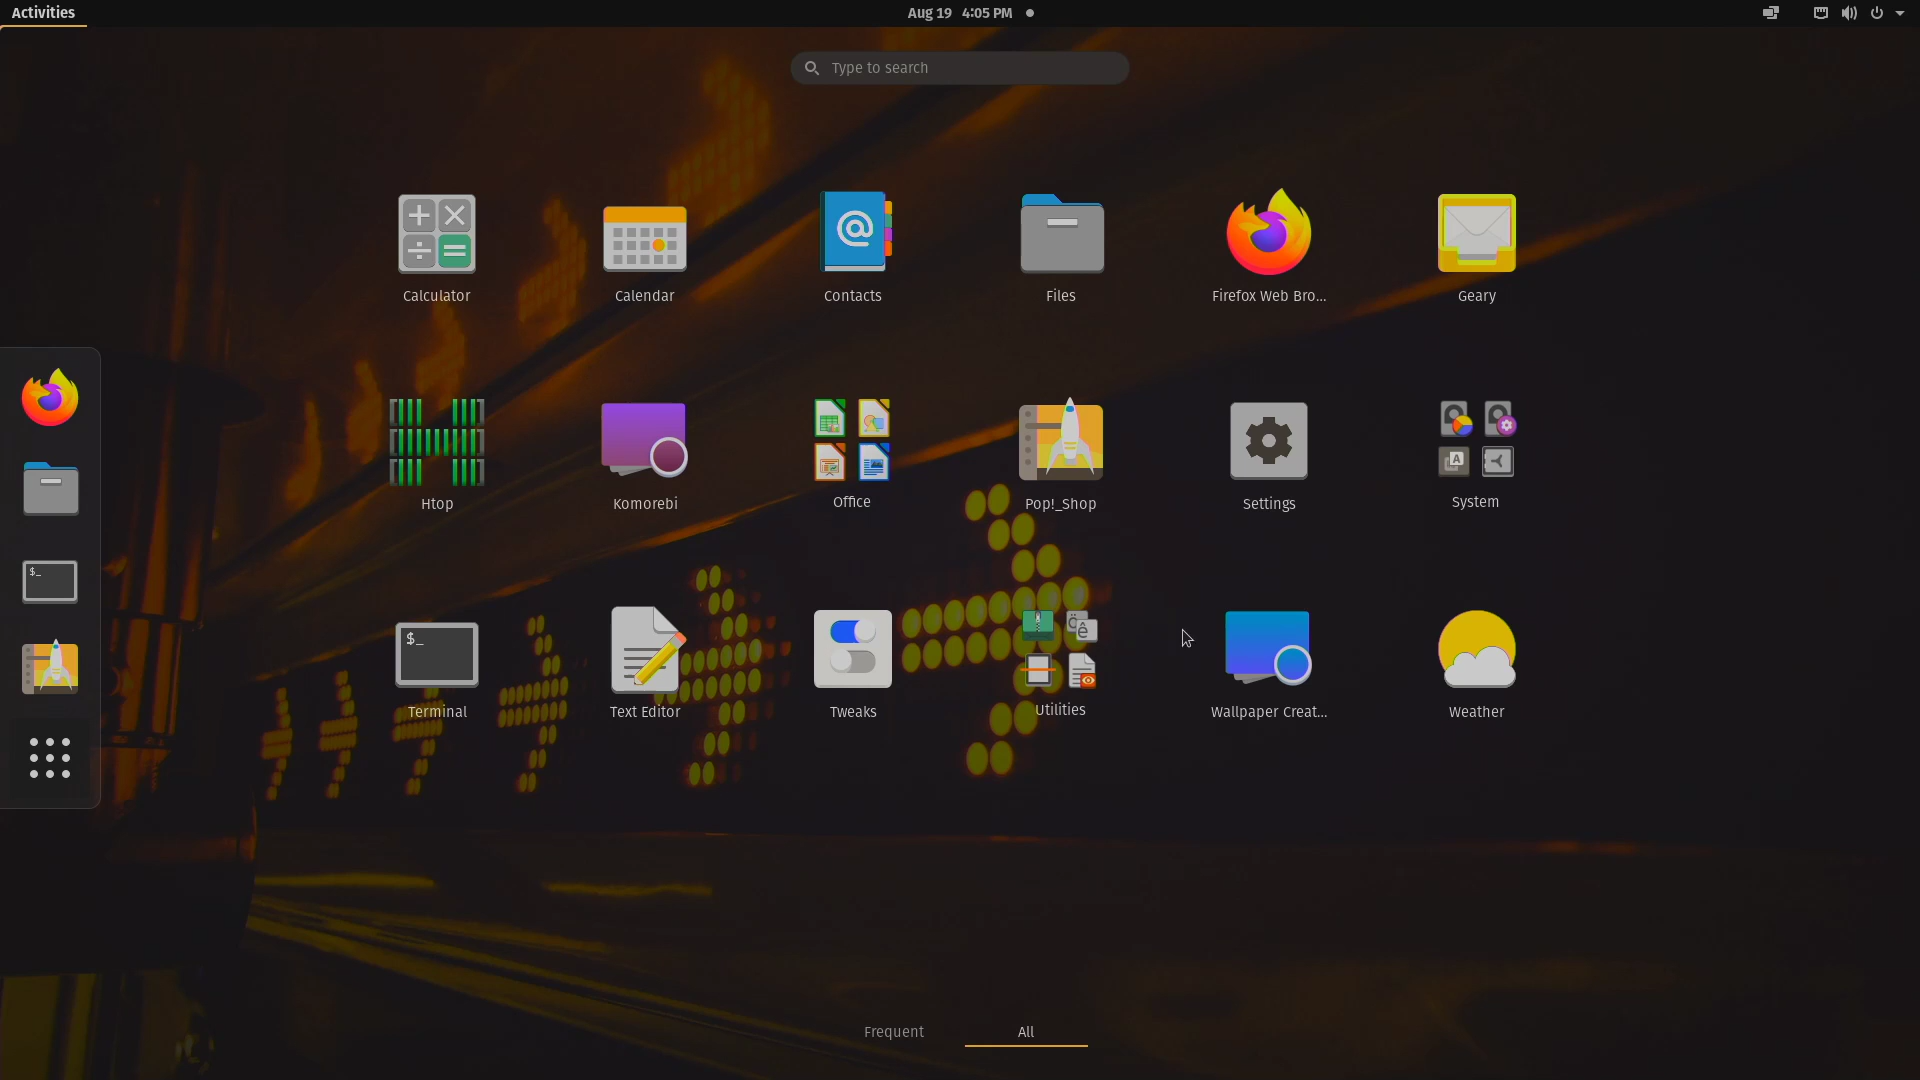 Activities
Aug 19 4:05 PM
Type to search
Calculator
Calendar
Contacts
Files
Firefox Web Bro...
Geary
$_
Htop
Komorebi
Office
Pop!_Shop
Settings
System
$_
Terminal
Text Editor
Tweaks
Utilities
Wallpaper Creat...
Weather
Frequent
All